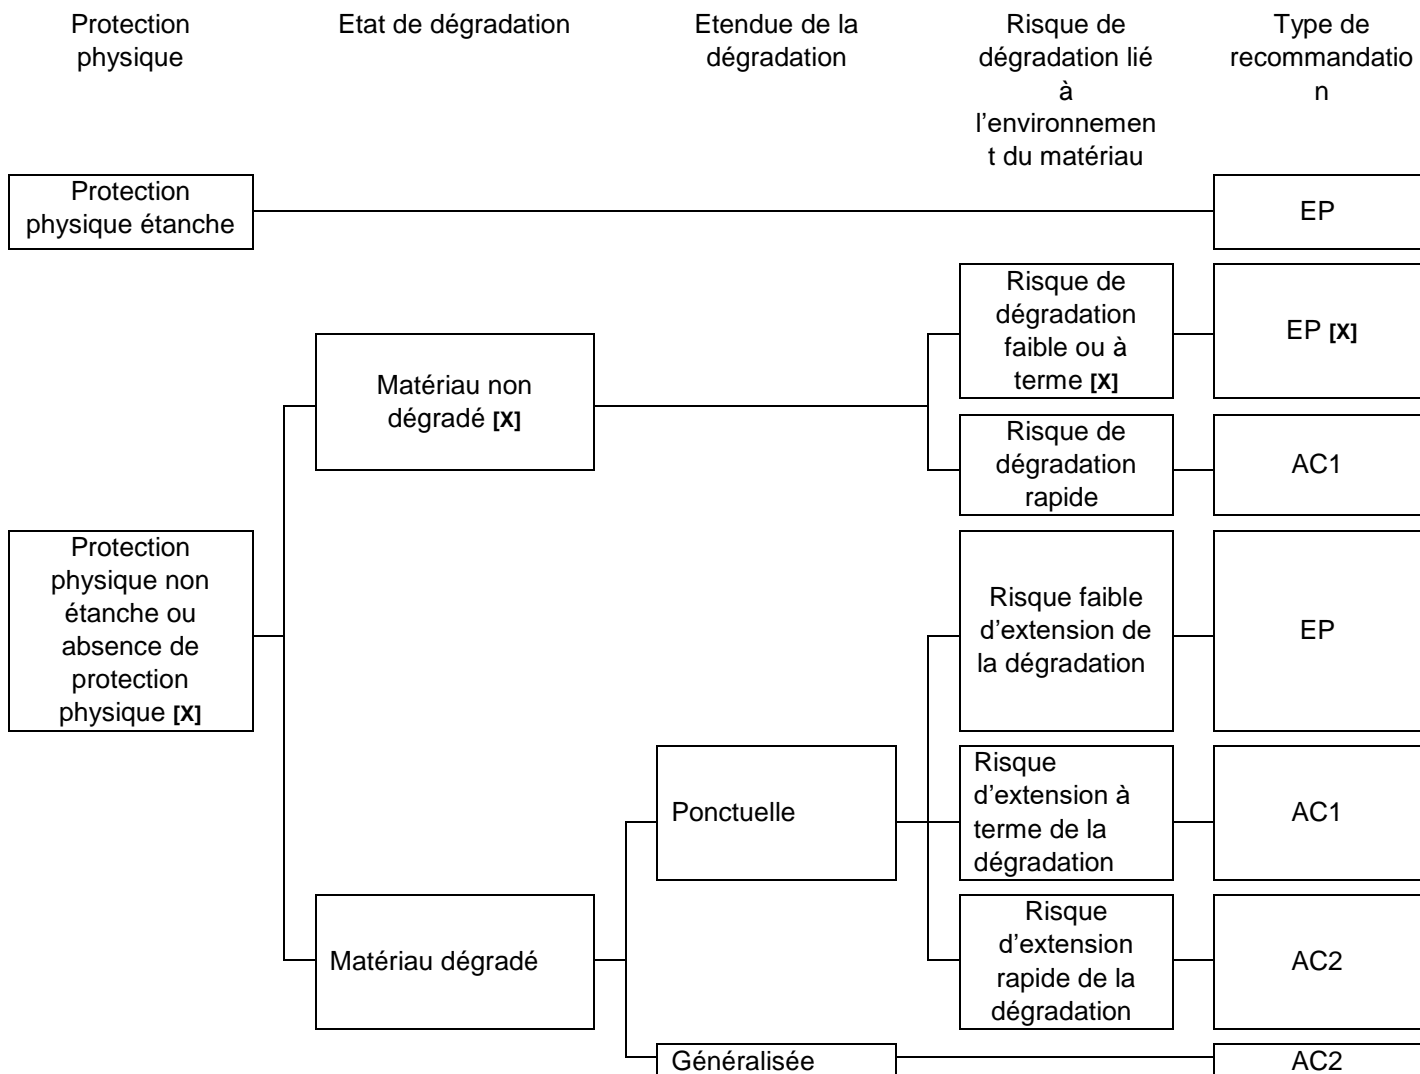 Protection
physique
Etat de dégradation
Etendue de la
dégradation
Risque de
dégradation lié
à
l’environnemen
t du matériau
Type de
recommandatio
n
Protection
physique étanche
EP
Risque de
dégradation
faible ou à
terme [X]
EP [X]
Matériau non
dégradé [X]
Risque de
dégradation
rapide
AC1
Protection
physique non
étanche ou
absence de
protection
physique [X]
Risque faible
d’extension de
la dégradation
EP
Ponctuelle
Risque
d’extension à
terme de la
dégradation
AC1
Matériau dégradé
Risque
d’extension
rapide de la
dégradation
AC2
Généralisée
AC2